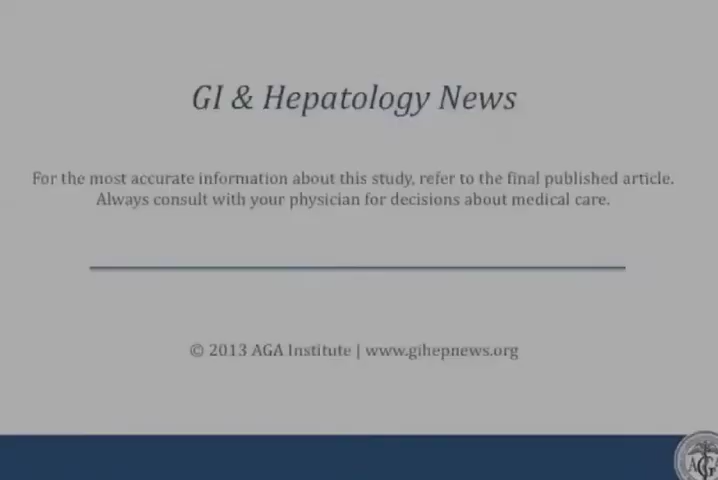 GI & Hepatology News
For the most accurate information about this study, refer to the final published article.
Always consult with your physician for decisions about medical care.
© 2013 AGA Institute | www.gihepnews.org
AGA